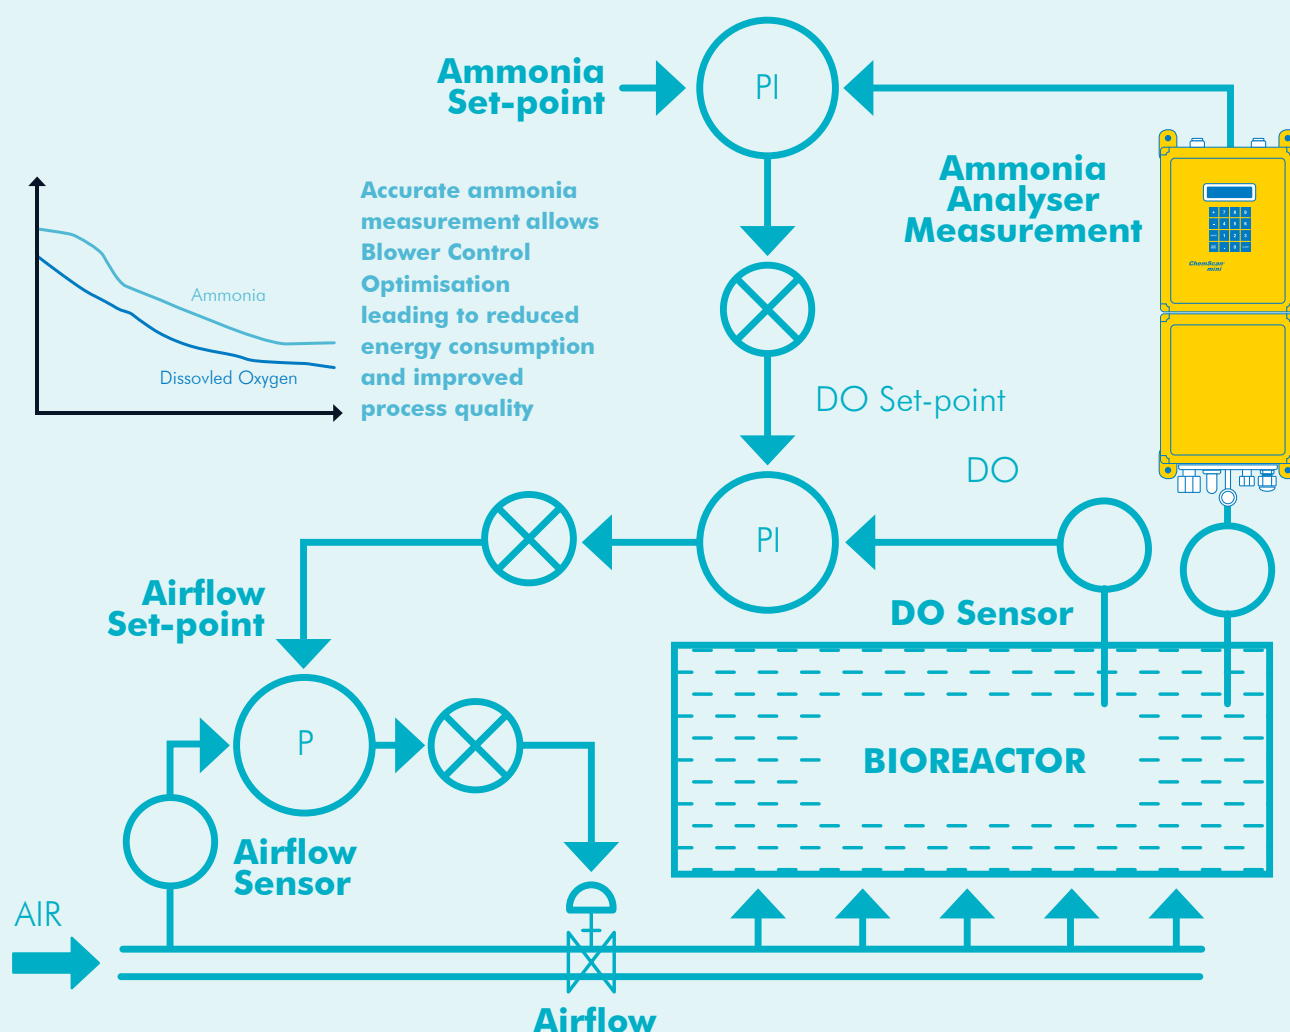 Ammonia
Set-point
PI
Ammonia
Analyser
Measurement
ChemScan
mini
Accurate ammonia
measurement allows
Blower Control
Optimisation
leading to reduced
energy consumption
and improved
process quality
Ammonia
Dissovled Oxygen
DO Set-point
DO
PI
Airflow
Set-point
DO Sensor
P
BIOREACTOR
Airflow
Sensor
AIR
Airflow